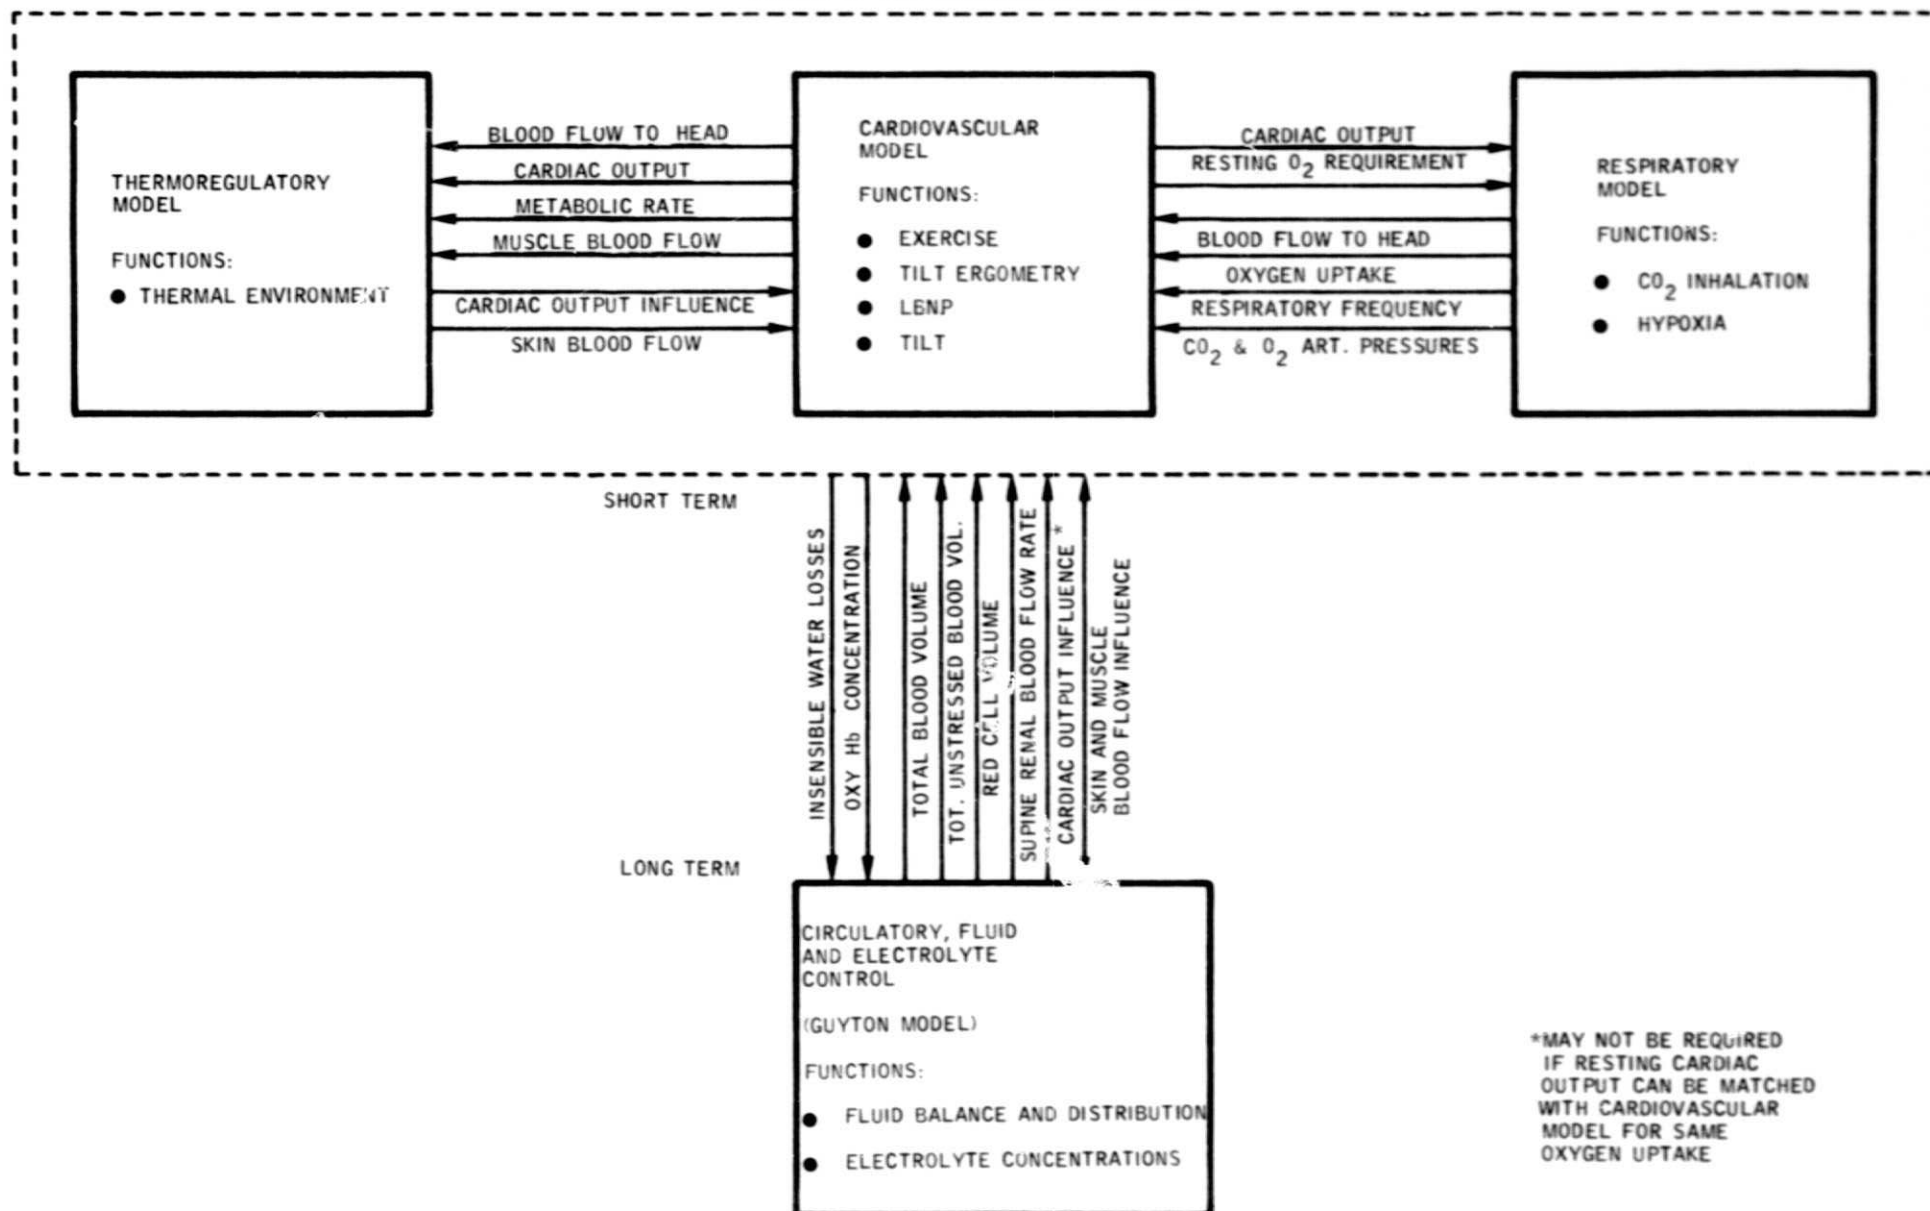 THERMOREGULATORY
MODEL
FUNCTIONS:
● THERMAL ENVIRONMENT
BLOOD FLOW TO HEAD
CARDIAC OUTPUT
METABOLIC RATE
MUSCLE BLOOD FLOW
CARDIAC OUTPUT INFLUENCE
SKIN BLOOD FLOW
CARDIOVASCULAR
MODEL
FUNCTIONS:
● EXERCISE
● TILT ERGOMETRY
● LBNP
● TILT
CARDIAC OUTPUT
RESTING O2 REQUIREMENT
BLOOD FLOW TO HEAD
OXYGEN UPTAKE
RESPIRATORY FREQUENCY
CO2 & O2 ART. PRESSURES
RESPIRATORY
MODEL
FUNCTIONS:
● CO2 INHALATION
● HYPOXIA
SHORT TERM
INSENSIBLE WATER LOSSES
OXY Hb CONCENTRATION
TOTAL BLOOD VOLUME
TOT. UNSTRESSED BLOOD VOL.
RED CELL VOLUME
SUPINE RENAL BLOOD FLOW RATE
CARDIAC OUTPUT INFLUENCE *
SKIN AND MUSCLE
BLOOD FLOW INFLUENCE
LONG TERM
CIRCULATORY, FLUID
AND ELECTROLYTE
CONTROL
(GUYTON MODEL)
FUNCTIONS:
● FLUID BALANCE AND DISTRIBUTION
● ELECTROLYTE CONCENTRATIONS
*MAY NOT BE REQUIRED
IF RESTING CARDIAC
OUTPUT CAN BE MATCHED
WITH CARDIOVASCULAR
MODEL FOR SAME
OXYGEN UPTAKE